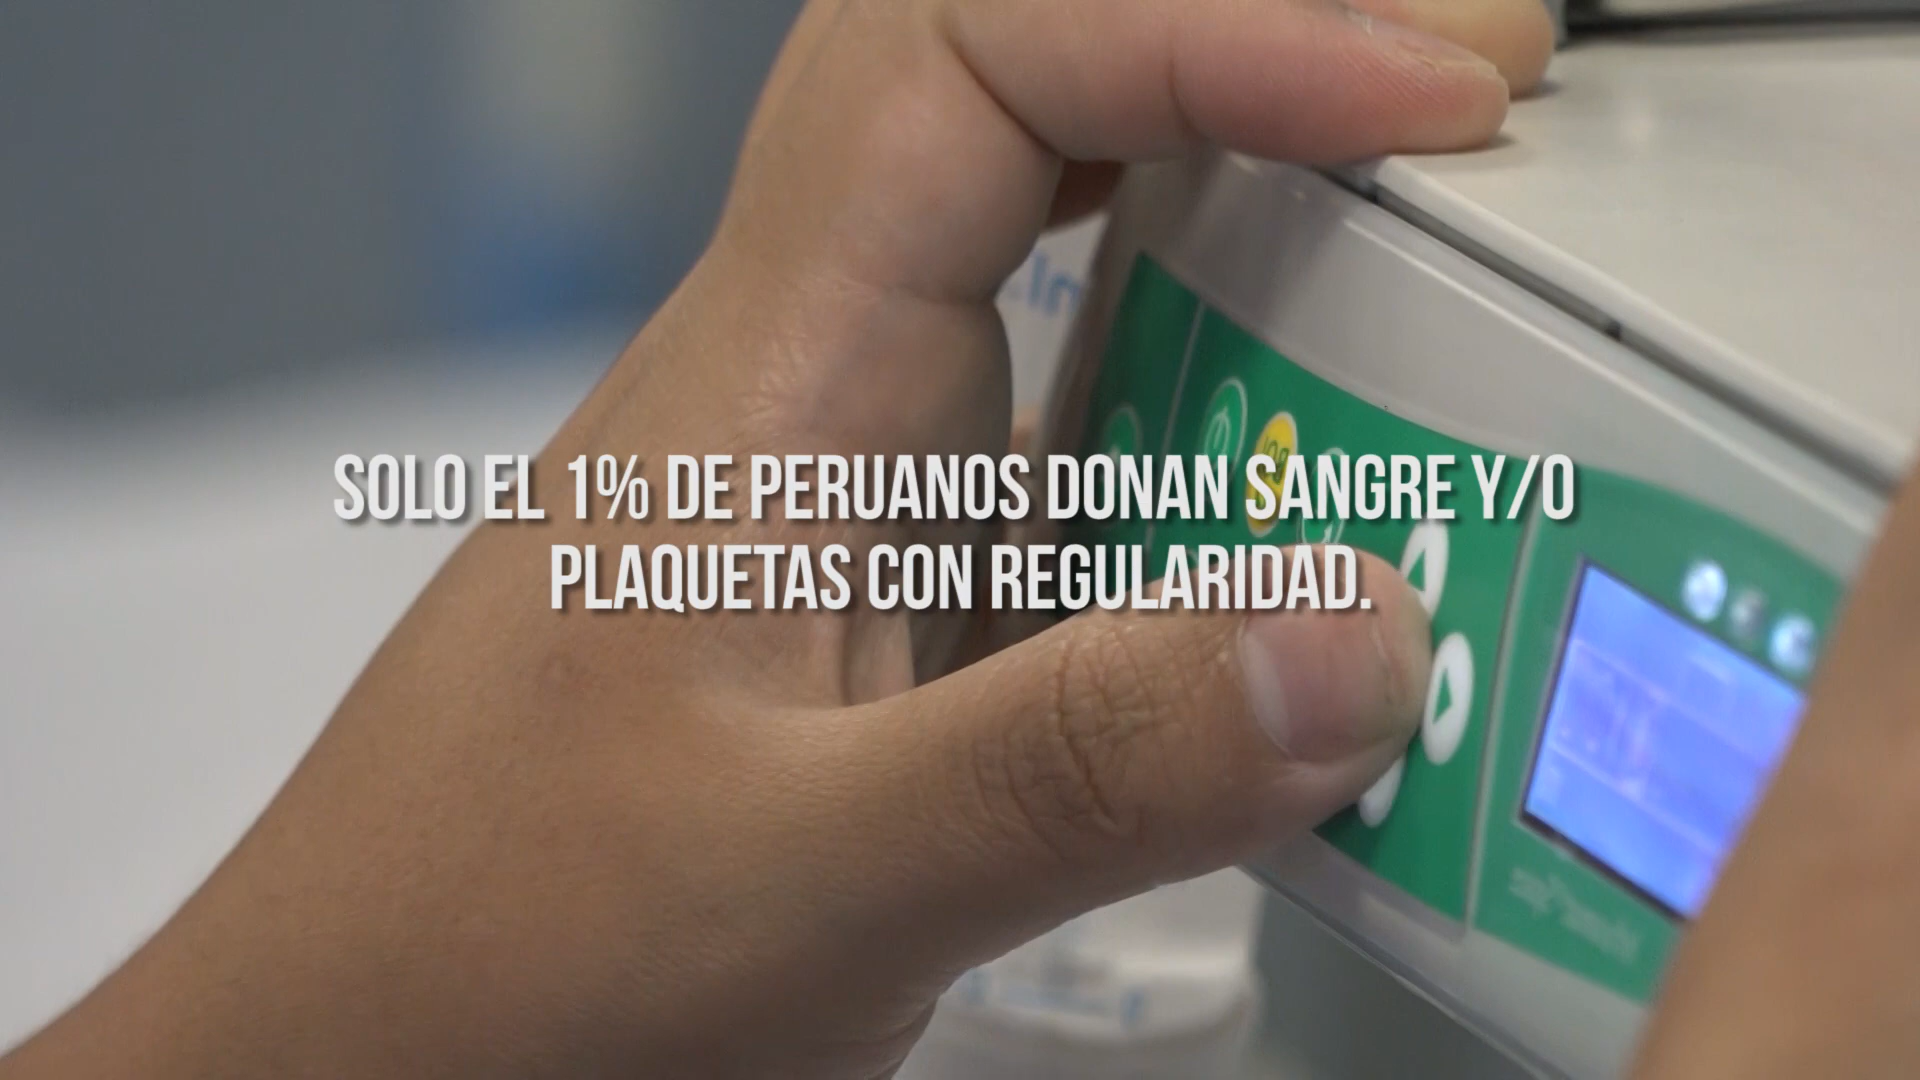 SOLO EL 1% DE PERUANOS DONAN SANGRE Y/O
PLAQUETAS CON REGULARIDAD.